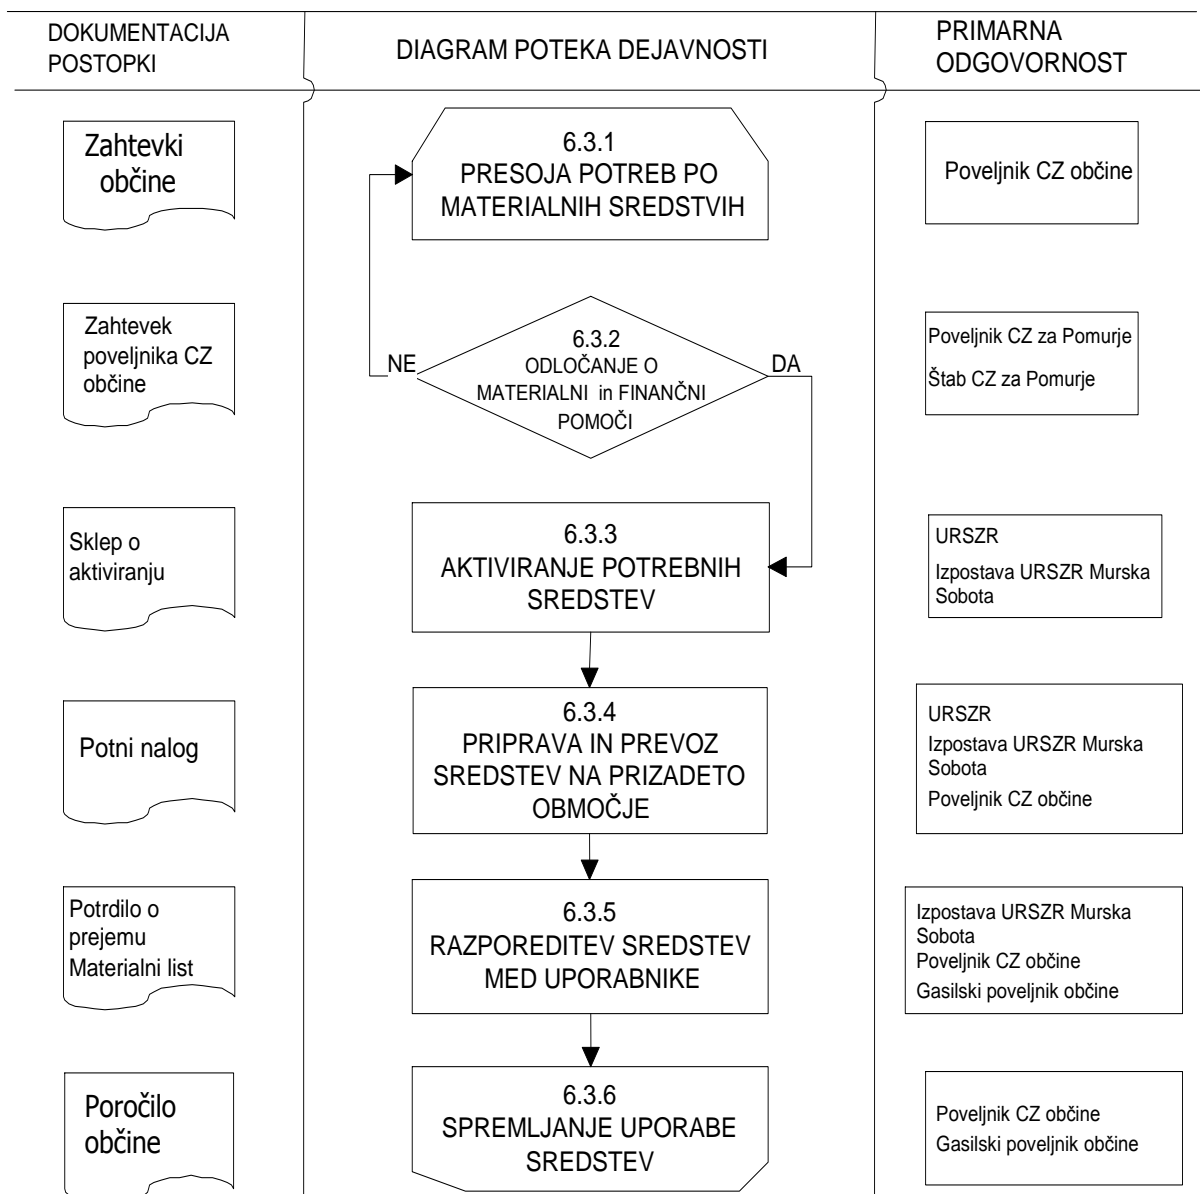 DOKUMENTACIJA
POSTOPKI
DIAGRAM POTEKA DEJAVNOSTI
PRIMARNA
ODGOVORNOST
Zahtevki
občine
6.3.1
PRESOJA POTREB PO
MATERIALNIH SREDSTVIH
Poveljnik CZ občine
Zahtevek
poveljnika CZ
občine
NE
6.3.2
ODLOČANJE O
MATERIALNI in FINANČNI
POMOČI
DA
Poveljnik CZ za Pomurje
Štab CZ za Pomurje
Sklep o
aktiviranju
6.3.3
AKTIVIRANJE POTREBNIH
SREDSTEV
URSZR
Izpostava URSZR Murska
Sobota
Potni nalog
6.3.4
PRIPRAVA IN PREVOZ
SREDSTEV NA PRIZADETO
OBMOČJE
URSZR
Izpostava URSZR Murska
Sobota
Poveljnik CZ občine
Potrdilo o
prejemu
Materialni list
6.3.5
RAZPOREDITEV SREDSTEV
MED UPORABNIKE
Izpostava URSZR Murska
Sobota
Poveljnik CZ občine
Gasilski poveljnik občine
Poročilo
občine
6.3.6
SPREMLJANJE UPORABE
SREDSTEV
Poveljnik CZ občine
Gasilski poveljnik občine